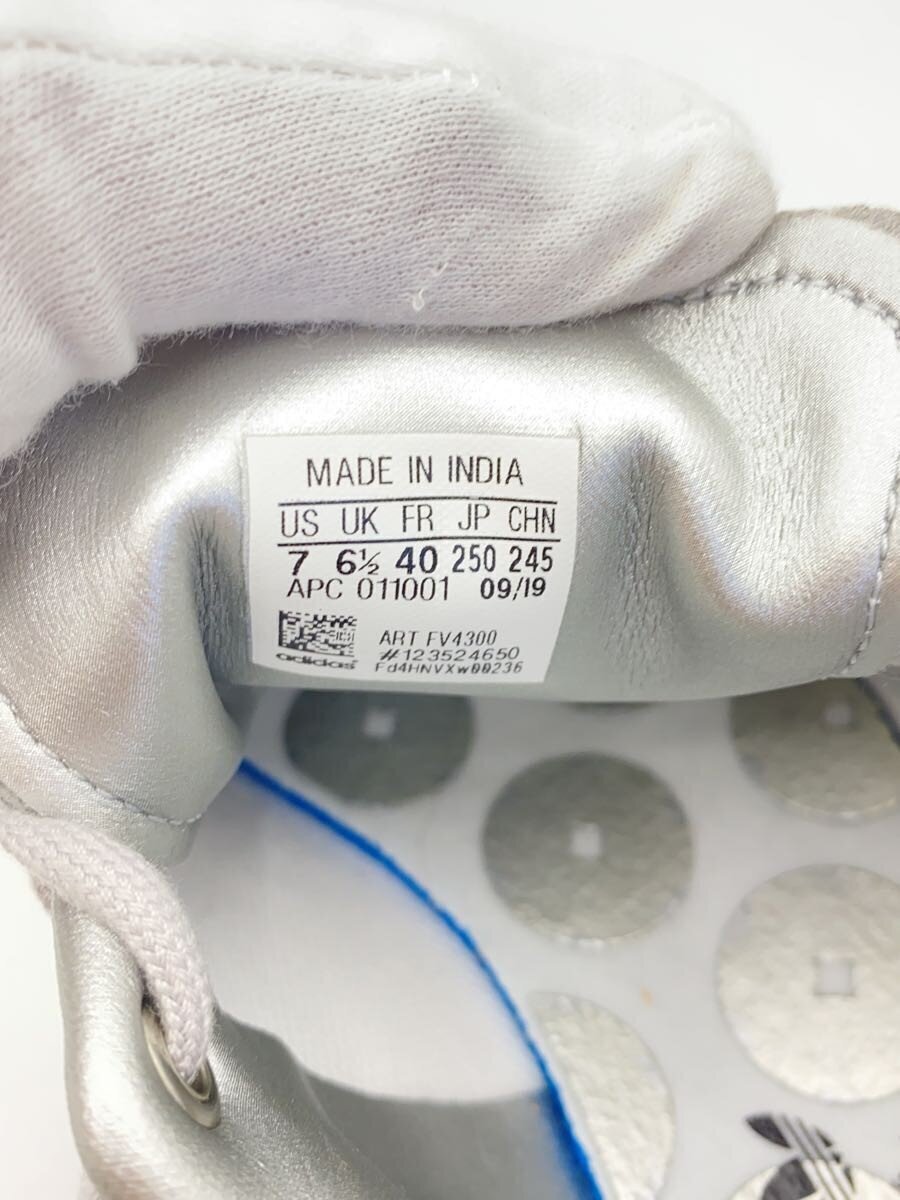 MADE IN INDIA
US UK FR JP CHN
7 6½ 40 250 245
APC 011001 09/19
ART FV4300
#123524650
adidas Fd4HNVXw00236